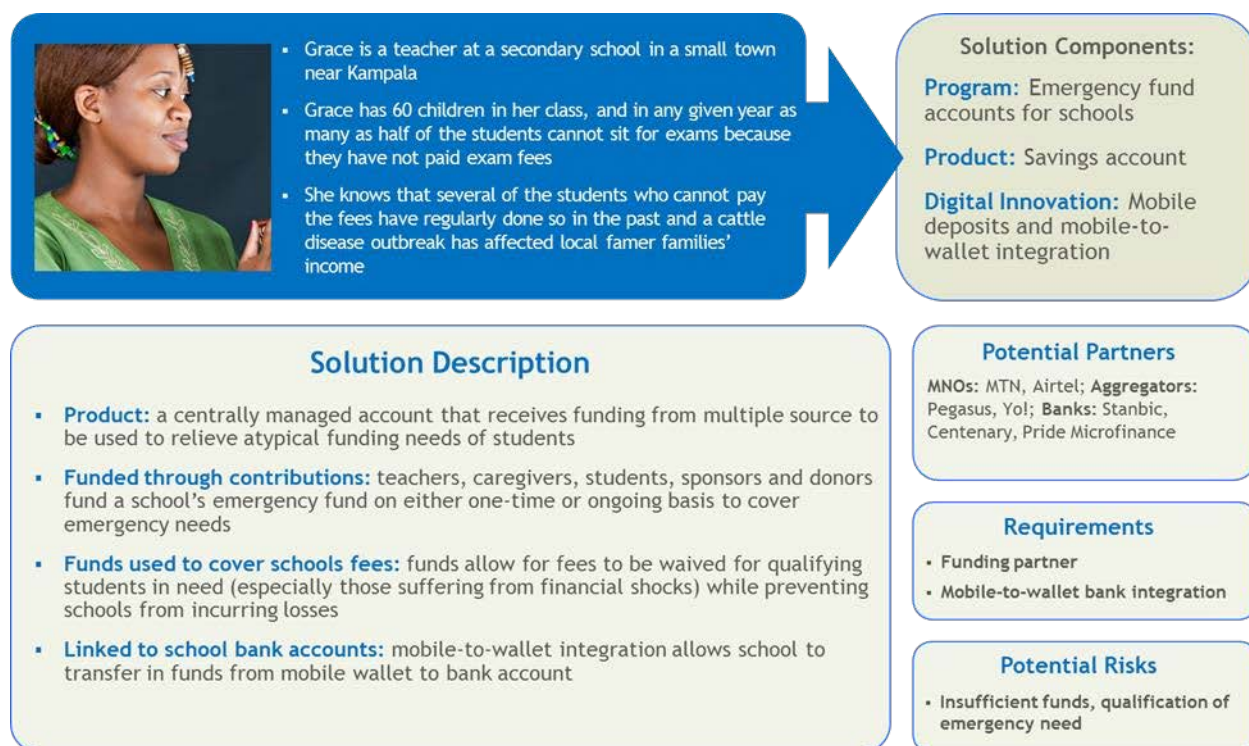 ▪ Grace is a teacher at a secondary school in a small town
near Kampala
▪ Grace has 60 children in her class, and in any given year as
many as half of the students cannot sit for exams because
they have not paid exam fees
▪ She knows that several of the students who cannot pay
the fees have regularly done so in the past and a cattle
disease outbreak has affected local famer families’
income
Solution Components:
Program: Emergency fund
accounts for schools
Product: Savings account
Digital Innovation: Mobile
deposits and mobile-to-
wallet integration
Solution Description
▪ Product: a centrally managed account that receives funding from multiple source to
be used to relieve atypical funding needs of students
▪ Funded through contributions: teachers, caregivers, students, sponsors and donors
fund a school’s emergency fund on either one-time or ongoing basis to cover
emergency needs
▪ Funds used to cover schools fees: funds allow for fees to be waived for qualifying
students in need (especially those suffering from financial shocks) while preventing
schools from incurring losses
▪ Linked to school bank accounts: mobile-to-wallet integration allows school to
transfer in funds from mobile wallet to bank account
Potential Partners
MNOs: MTN, Airtel; Aggregators:
Pegasus, Yo!; Banks: Stanbic,
Centenary, Pride Microfinance
Requirements
▪ Funding partner
▪ Mobile-to-wallet bank integration
Potential Risks
▪ Insufficient funds, qualification of
emergency need